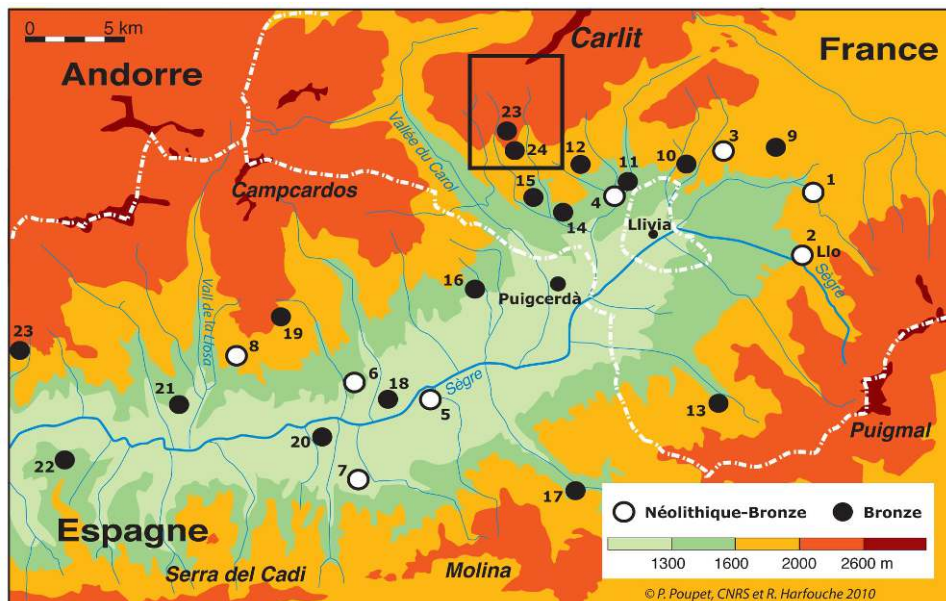 0 5 km
Andorre
Carlit
France
Vallée du Carol
Campcardos
23
24
12
11
10
3
9
1
15
14
4
Llivia
2
Llo
Sègre
16
Puigcerdà
Vall de la Llosa
19
23
8
6
18
Sègre
5
21
20
13
Puigmal
22
7
17
Espagne
Serra del Cadi
Molina
Néolithique-Bronze
Bronze
1300 1600 2000 2600 m
© P. Poupet, CNRS et R. Harfouche 2010